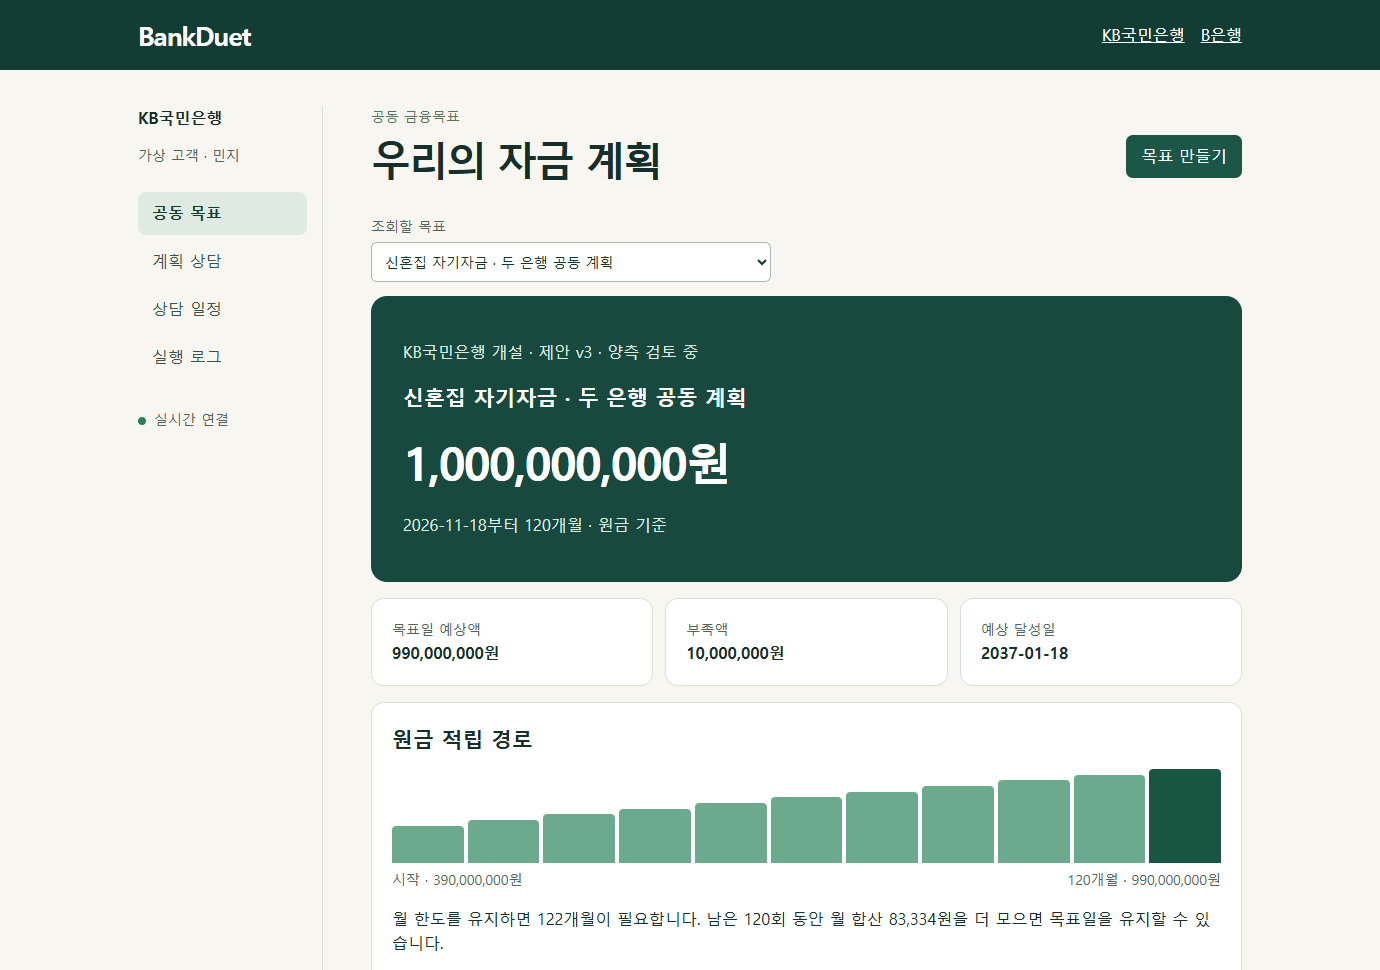 BankDuet
KB국민은행 B은행
KB국민은행
가상 고객 · 민지
공동 목표
계획 상담
상담 일정
실행 로그
실시간 연결
공동 금융목표
우리의 자금 계획
목표 만들기
조회할 목표
신혼집 자기자금 · 두 은행 공동 계획
KB국민은행 개설 · 제안 v3 · 양측 검토 중
신혼집 자기자금 · 두 은행 공동 계획
1,000,000,000원
2026-11-18부터 120개월 · 원금 기준
목표일 예상액
990,000,000원
부족액
10,000,000원
예상 달성일
2037-01-18
원금 적립 경로
시작 · 390,000,000원
120개월 · 990,000,000원
월 한도를 유지하면 122개월이 필요합니다. 남은 120회 동안 월 합산 83,334원을 더 모으면 목표일을 유지할 수 있
습니다.